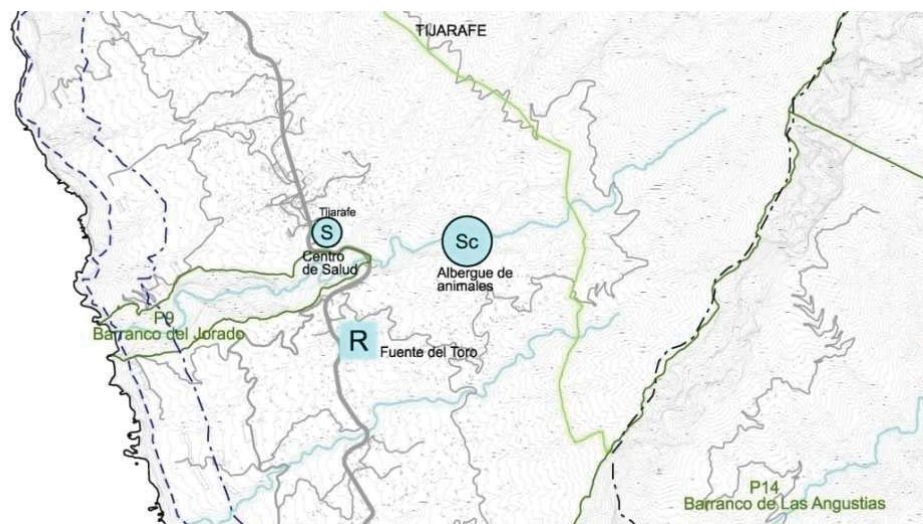 TIJARAFE
Tijarafe
S
Centro
de Salud
Sc
Albergue de
animales
P9
Barranco del Jorado
R
Fuente del Toro
P14
Barranco de Las Angustias